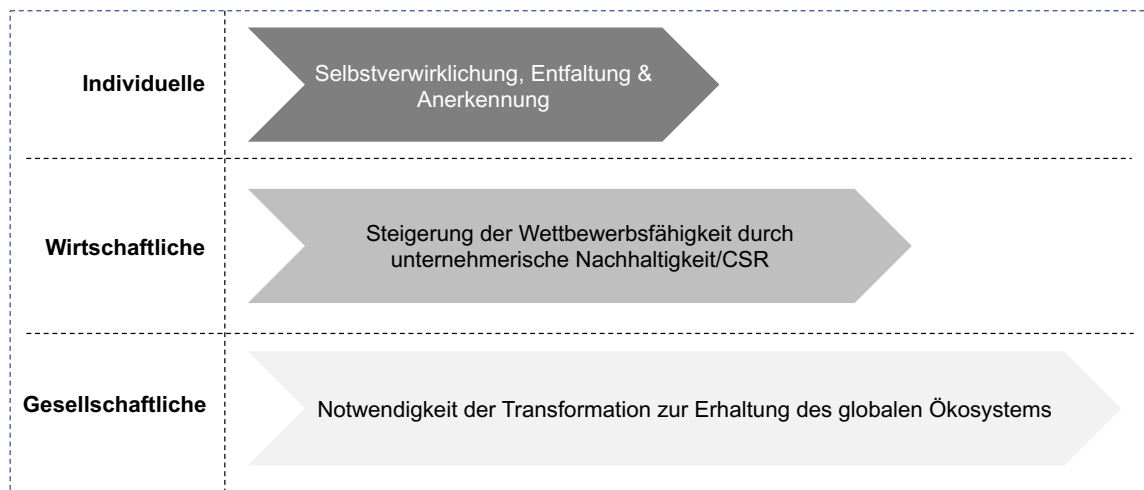 Individuelle
Selbstverwirklichung, Entfaltung &
Anerkennung
Wirtschaftliche
Steigerung der Wettbewerbsfähigkeit durch
unternehmerische Nachhaltigkeit/CSR
Gesellschaftliche
Notwendigkeit der Transformation zur Erhaltung des globalen Ökosystems